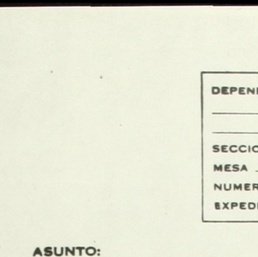 DEPEN
SECCIO
MESA
NUMER
EXPED
ASUNTO: